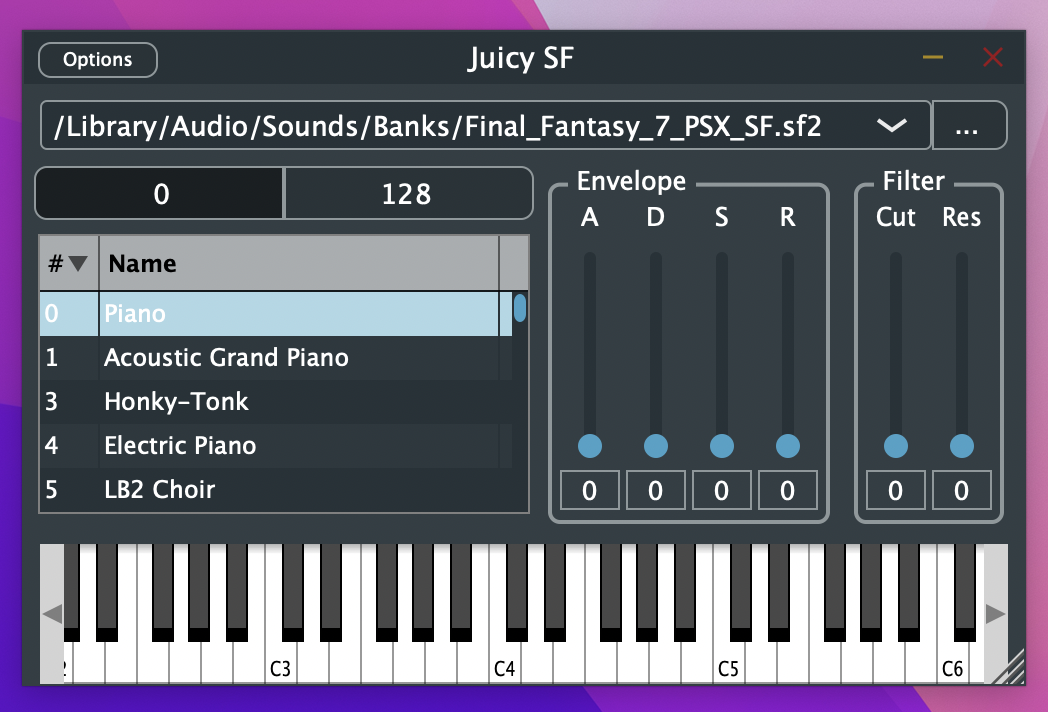 Options
Juicy SF
/Library/Audio/Sounds/Banks/Final_Fantasy_7_PSX_SF.sf2
...
0 128
# Name
0 Piano
1 Acoustic Grand Piano
3 Honky-Tonk
4 Electric Piano
5 LB2 Choir
Envelope
A D S R
0 0 0 0
Filter
Cut Res
0 0
2 C3 C4 C5 C6